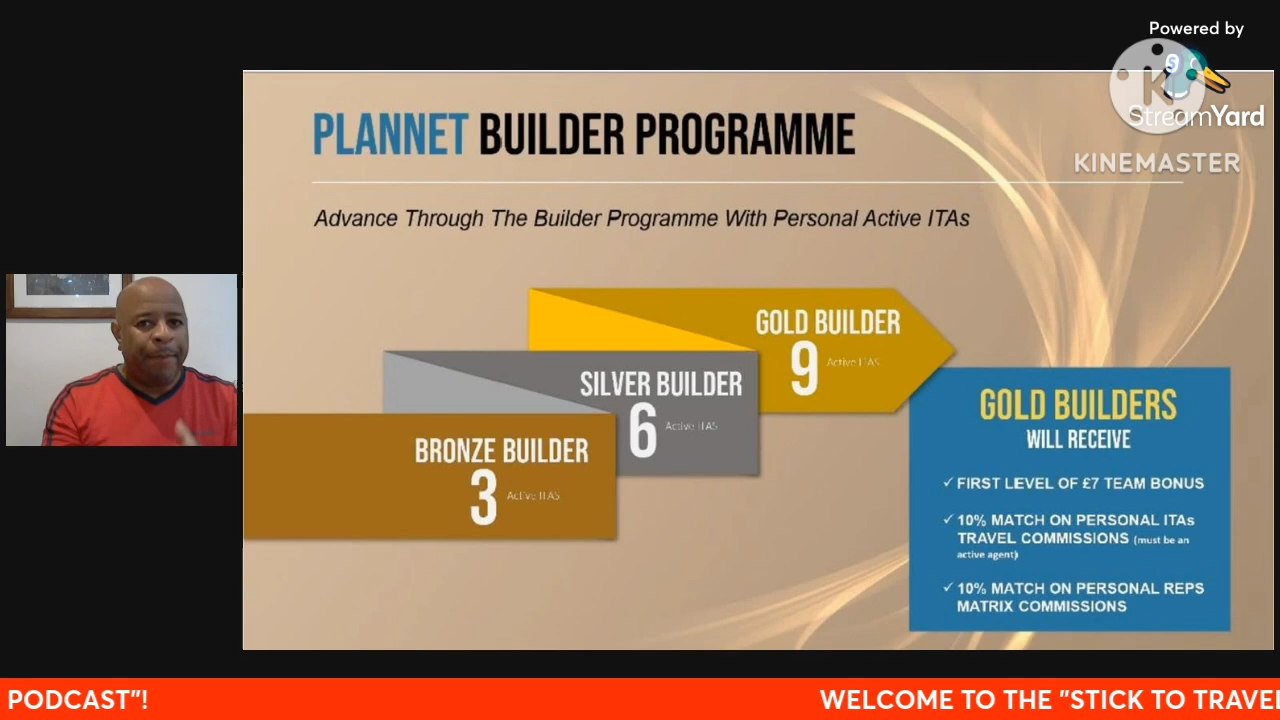 Powered by
StreamYard
KINEMASTER
PLANNET BUILDER PROGRAMME
Advance Through The Builder Programme With Personal Active ITAs
GOLD BUILDER
9 Active ITAS
SILVER BUILDER
6 Active ITAS
BRONZE BUILDER
3 Active ITAS
GOLD BUILDERS
WILL RECEIVE
✓ FIRST LEVEL OF £7 TEAM BONUS
✓ 10% MATCH ON PERSONAL ITAs
TRAVEL COMMISSIONS (must be an
active agent)
✓ 10% MATCH ON PERSONAL REPS
MATRIX COMMISSIONS
PODCAST"! WELCOME TO THE "STICK TO TRAVEL